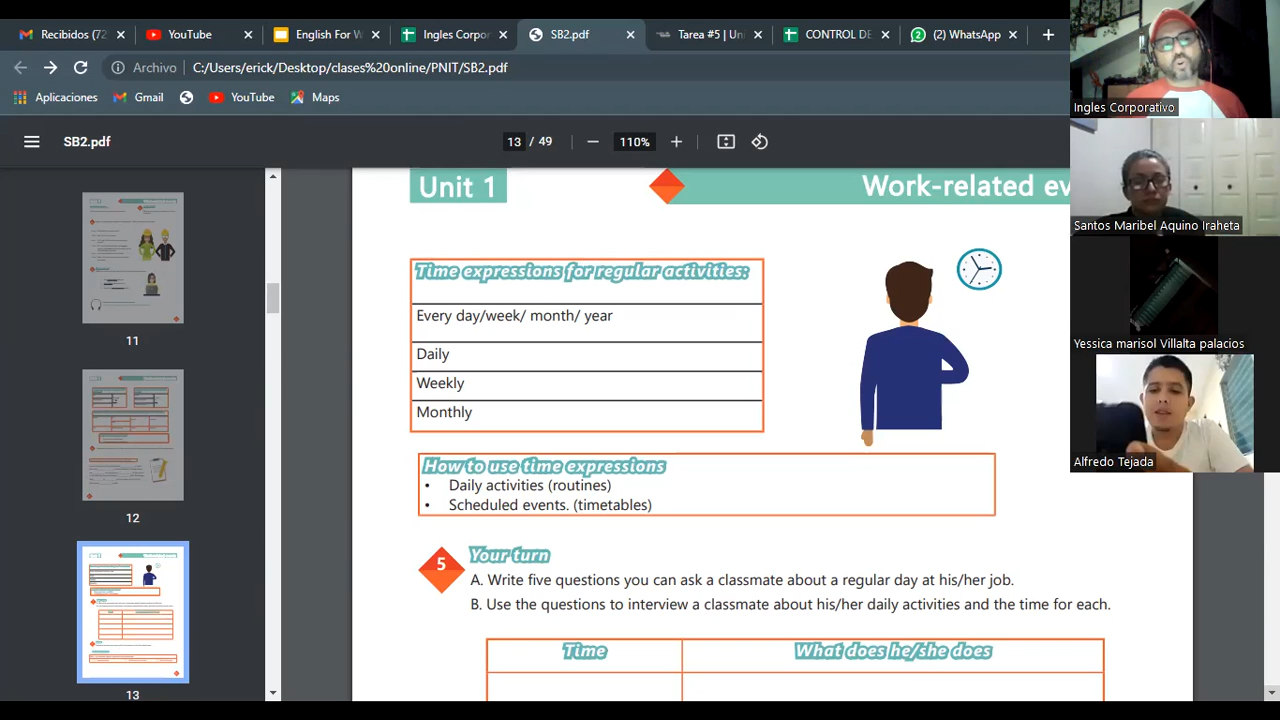 Recibidos (72
YouTube
English For W
Ingles Corpor
SB2.pdf
Tarea #5 | Un
CONTROL DE
(2) WhatsApp
Archivo
C:/Users/erick/Desktop/clases%20online/PNIT/SB2.pdf
Aplicaciones
Gmail
YouTube
Maps
SB2.pdf
13 / 49
110%
11
12
13
Unit 1
Work-related ev
Time expressions for regular activities:
Every day/week/ month/ year
Daily
Weekly
Monthly
How to use time expressions
• Daily activities (routines)
• Scheduled events. (timetables)
5
Your turn
A. Write five questions you can ask a classmate about a regular day at his/her job.
B. Use the questions to interview a classmate about his/her daily activities and the time for each.
Time
What does he/she does
Ingles Corporativo
Santos Maribel Aquino Iraheta
Yessica marisol Villalta palacios
Alfredo Tejada